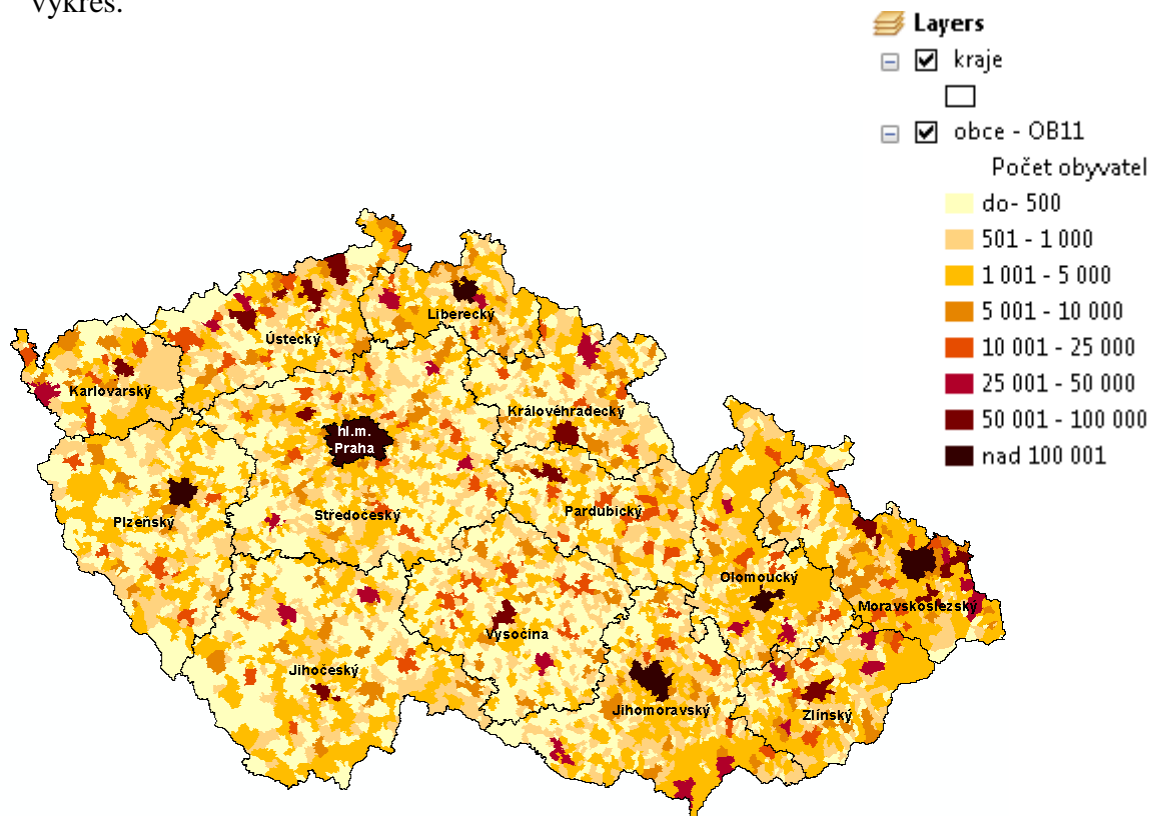 výkres.
Layers
kraje
obce - OB11
Počet obyvatel
do- 500
501 - 1 000
1 001 - 5 000
5 001 - 10 000
10 001 - 25 000
25 001 - 50 000
50 001 - 100 000
nad 100 001
Liberecký
Ústecký
Karlovarský
Královéhradecký
hl.m.
Praha
Pardubický
Středočeský
Plzeňský
Olomoucký
Moravskoslezský
Vysočina
Jihočeský
Jihomoravský
Zlínský